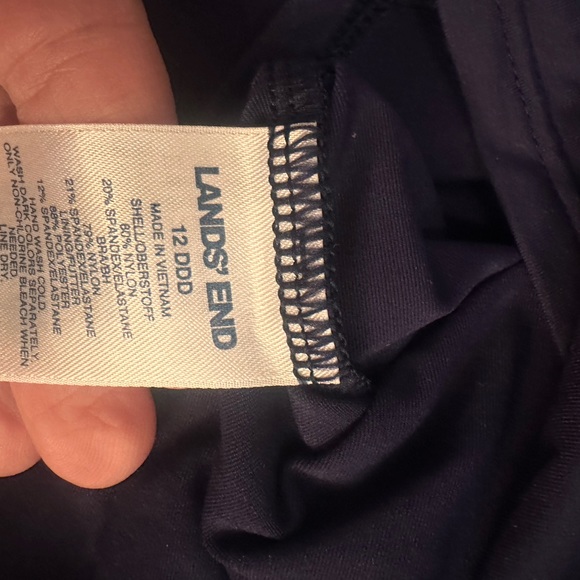 LANDS' END
12 DDD
MADE IN VIETNAM
SHELL/OBERSTOFF
80% NYLON
20% SPANDEX/ELASTANE
BRA/BH
79% NYLON
21% SPANDEX/ELASTANE
LINING/FUTTER
88% POLYESTER
12% SPANDEX/ELASTANE
HAND WASH COLD
WASH DARK COLORS SEPARATELY.
ONLY NON-CHLORINE BLEACH WHEN
NEEDED.
LINE DRY.